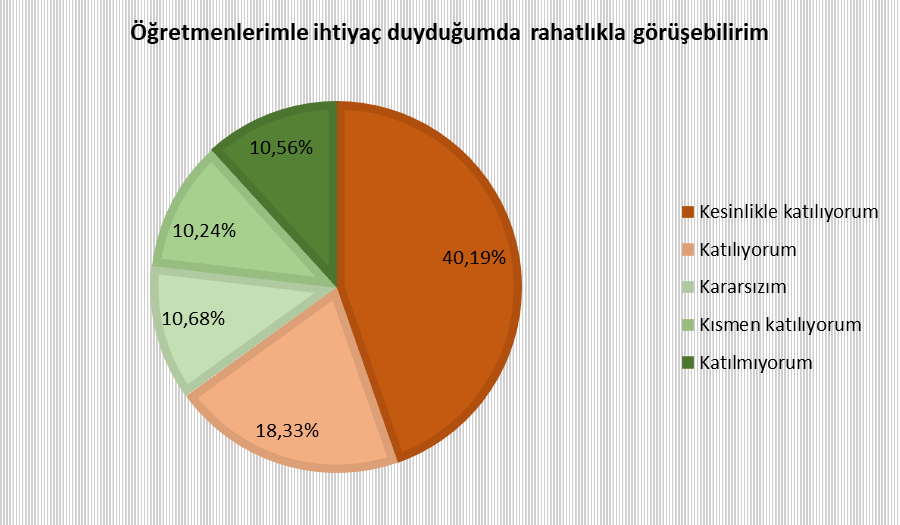 Öğretmenlerimle ihtiyaç duyduğumda rahatlıkla görüşebilirim
10,56%
10,24%
40,19%
10,68%
18,33%
Kesinlikle katılıyorum
Katılıyorum
Kararsızım
Kısmen katılıyorum
Katılmıyorum